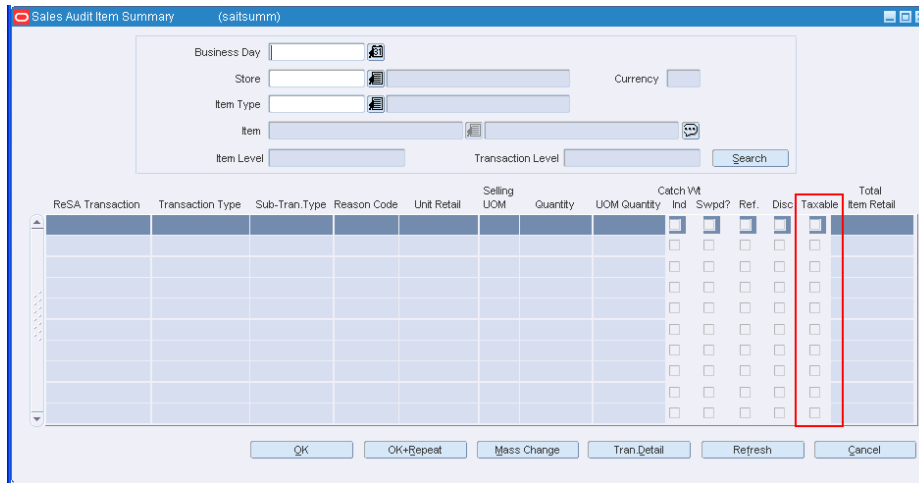 Sales Audit Item Summary (saitsumm)
Business Day 31
Store Currency
Item Type
Item
Item Level Transaction Level Search
ReSA Transaction Transaction Type Sub-Tran.Type Reason Code Unit Retail Selling UOM Quantity UOM Quantity Catch Wt Ind Swpd? Ref. Disc Taxable Total Item Retail
OK OK+Repeat Mass Change Tran.Detail Refresh Cancel